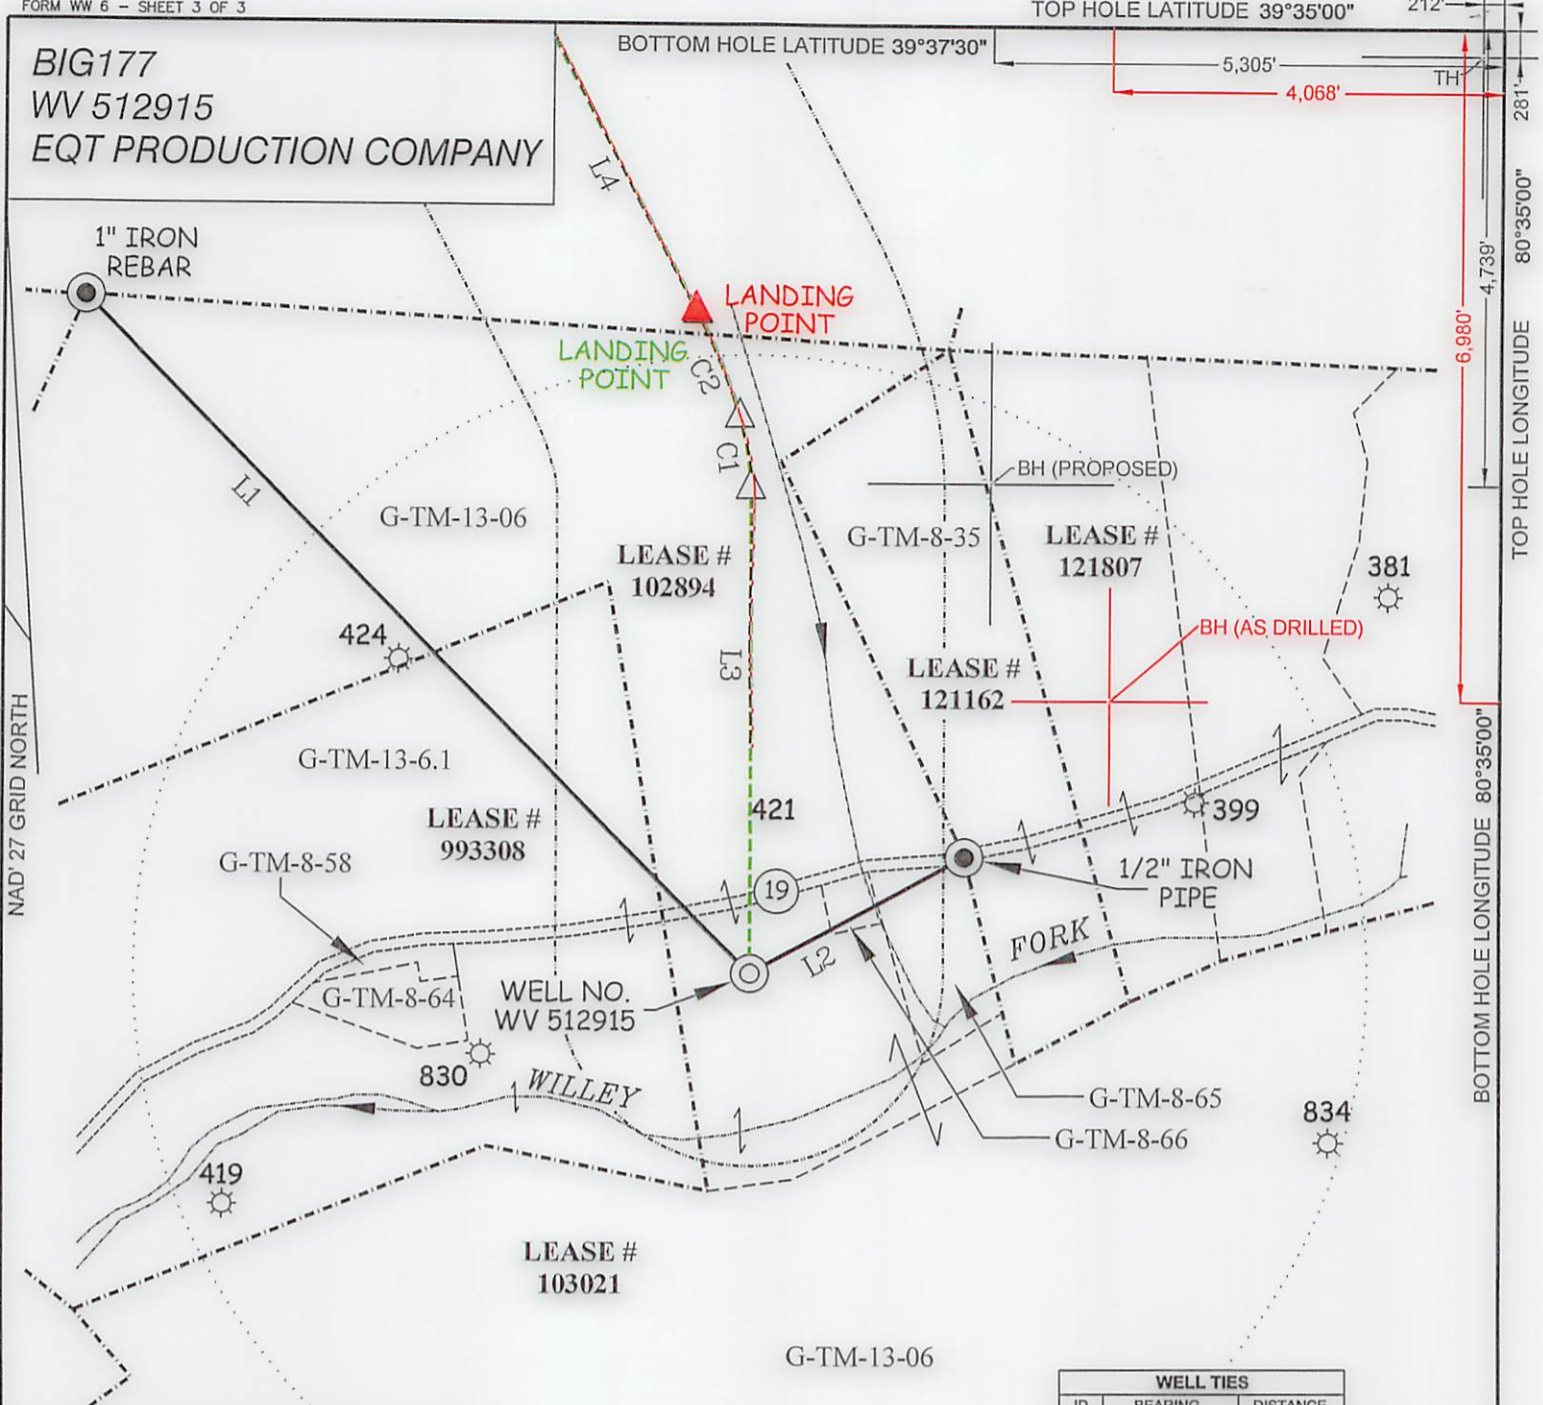 FORM WW 6 - SHEET 3 OF 3
TOP HOLE LATITUDE 39°35'00"
212'
BIG177
WV 512915
EQT PRODUCTION COMPANY
BOTTOM HOLE LATITUDE 39°37'30"
5,305'
TH
4,068'
281'
L4
1" IRON
REBAR
LANDING
POINT
LANDING
POINT
C2
C1
80°35'00"
TOP HOLE LONGITUDE
4,739'
6,980'
BH (PROPOSED)
L1
G-TM-13-06
LEASE #
102894
G-TM-8-35
LEASE #
121807
381
424
BH (AS DRILLED)
L3
LEASE #
121162
NAD' 27 GRID NORTH
G-TM-13-6.1
BOTTOM HOLE LONGITUDE 80°35'00"
LEASE #
993308
421
399
G-TM-8-58
19
1/2" IRON
PIPE
FORK
L2
G-TM-8-64
WELL NO.
WV 512915
830
WILLEY
G-TM-8-65
G-TM-8-66
834
419
LEASE #
103021
G-TM-13-06
WELL TIES
ID BEARING DISTANCE